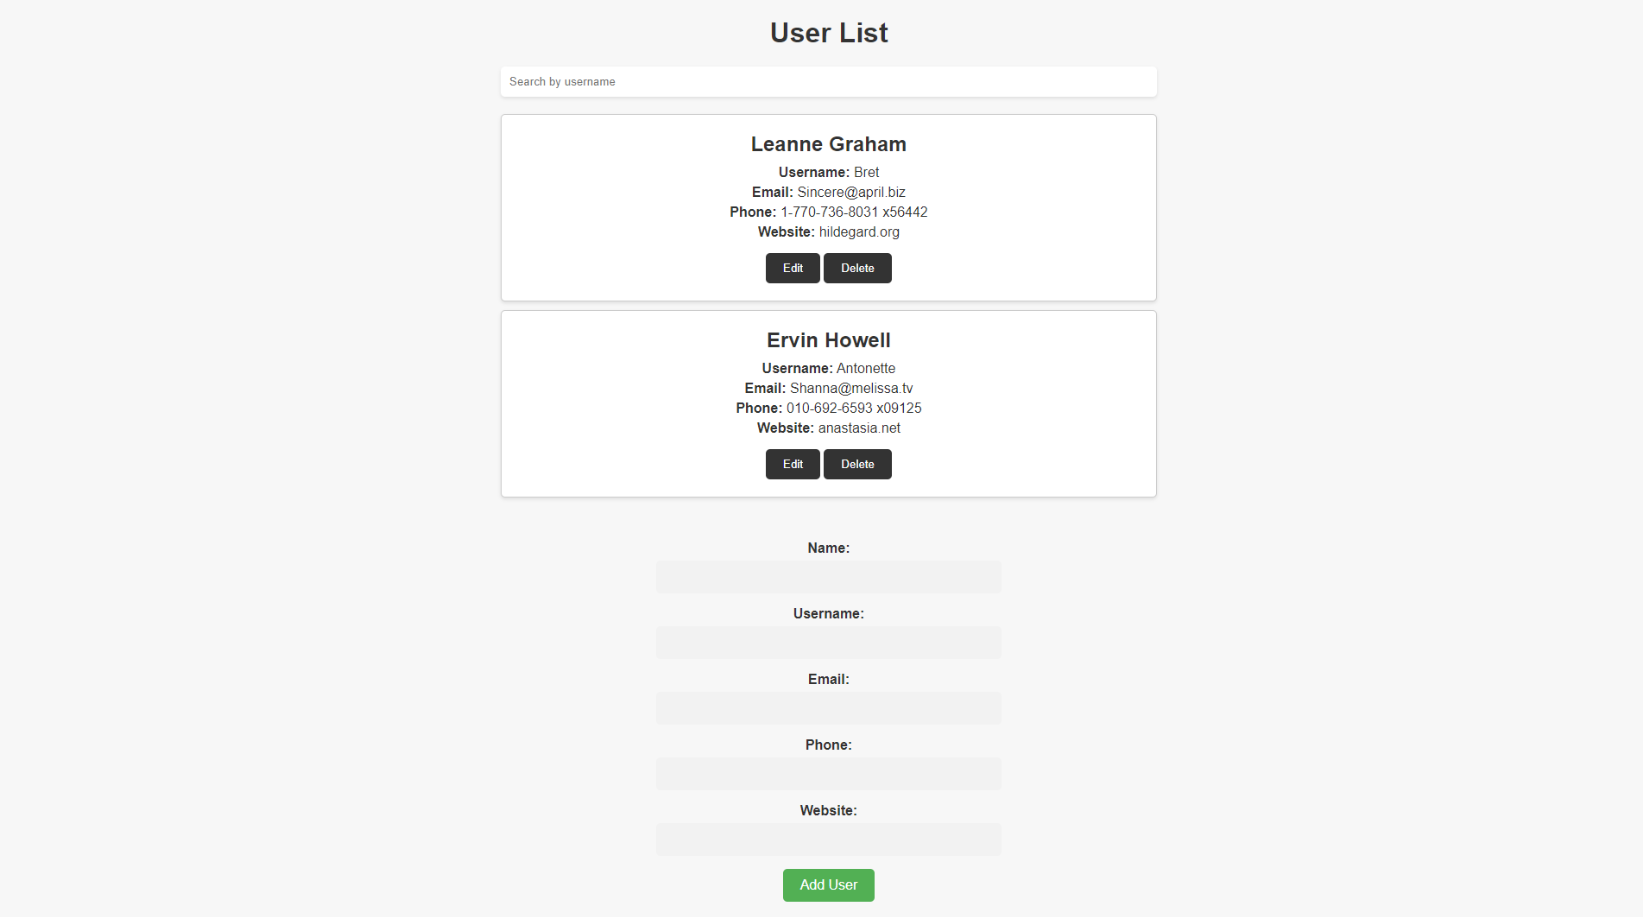 User List
Search by username
Leanne Graham
Username: Bret
Email: Sincere@april.biz
Phone: 1-770-736-8031 x56442
Website: hildegard.org
Edit Delete
Ervin Howell
Username: Antonette
Email: Shanna@melissa.tv
Phone: 010-692-6593 x09125
Website: anastasia.net
Edit Delete
Name:
Username:
Email:
Phone:
Website:
Add User